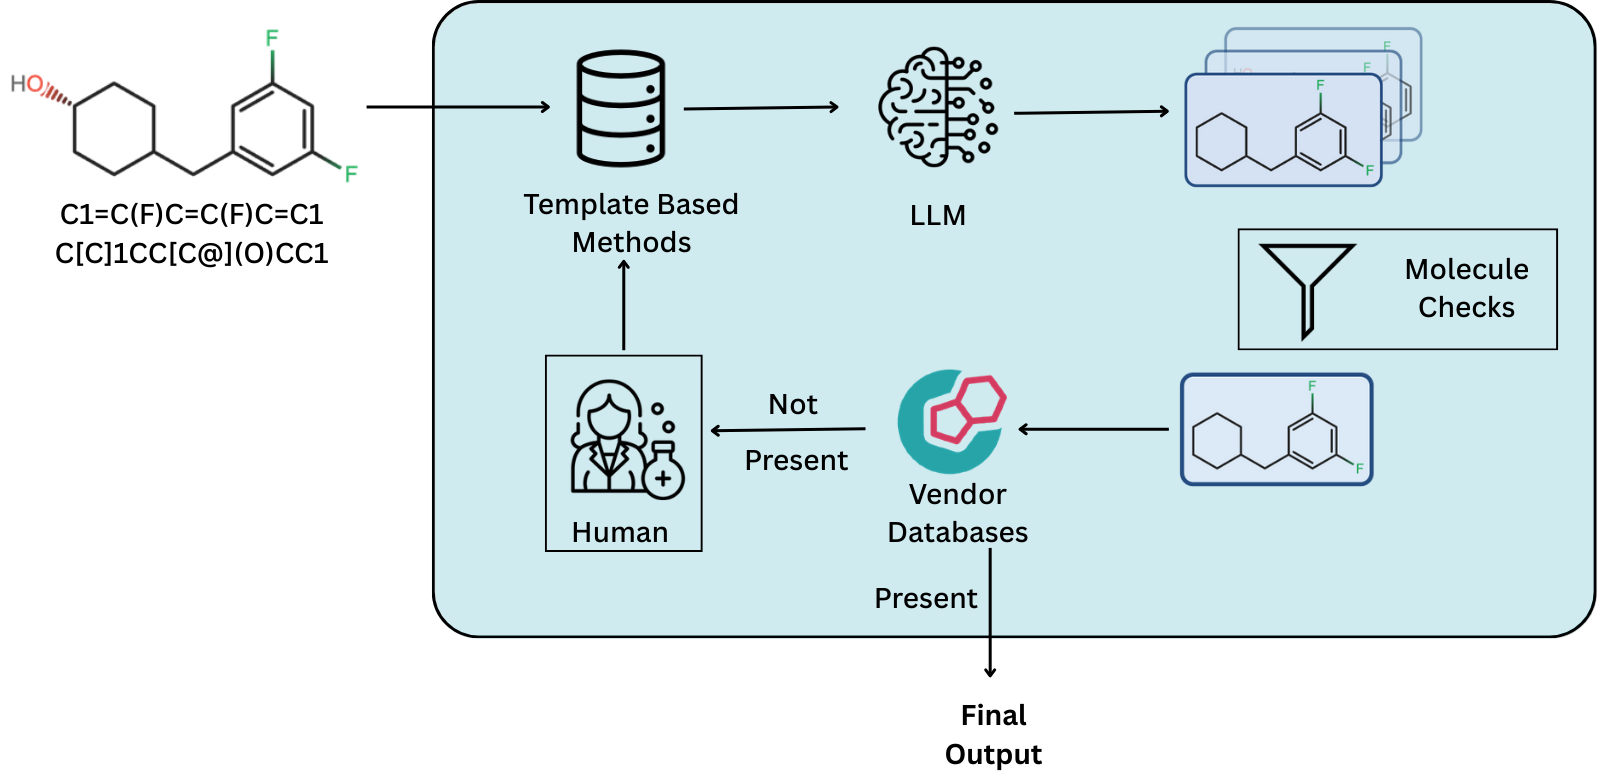 F
HO
F
C1=C(F)C=C(F)C=C1
C[C]1CC[C@](O)CC1
Template Based
Methods
LLM
F
F
HO
F
F
Molecule
Checks
F
F
Not
Present
Human
Vendor
Databases
Present
Final
Output